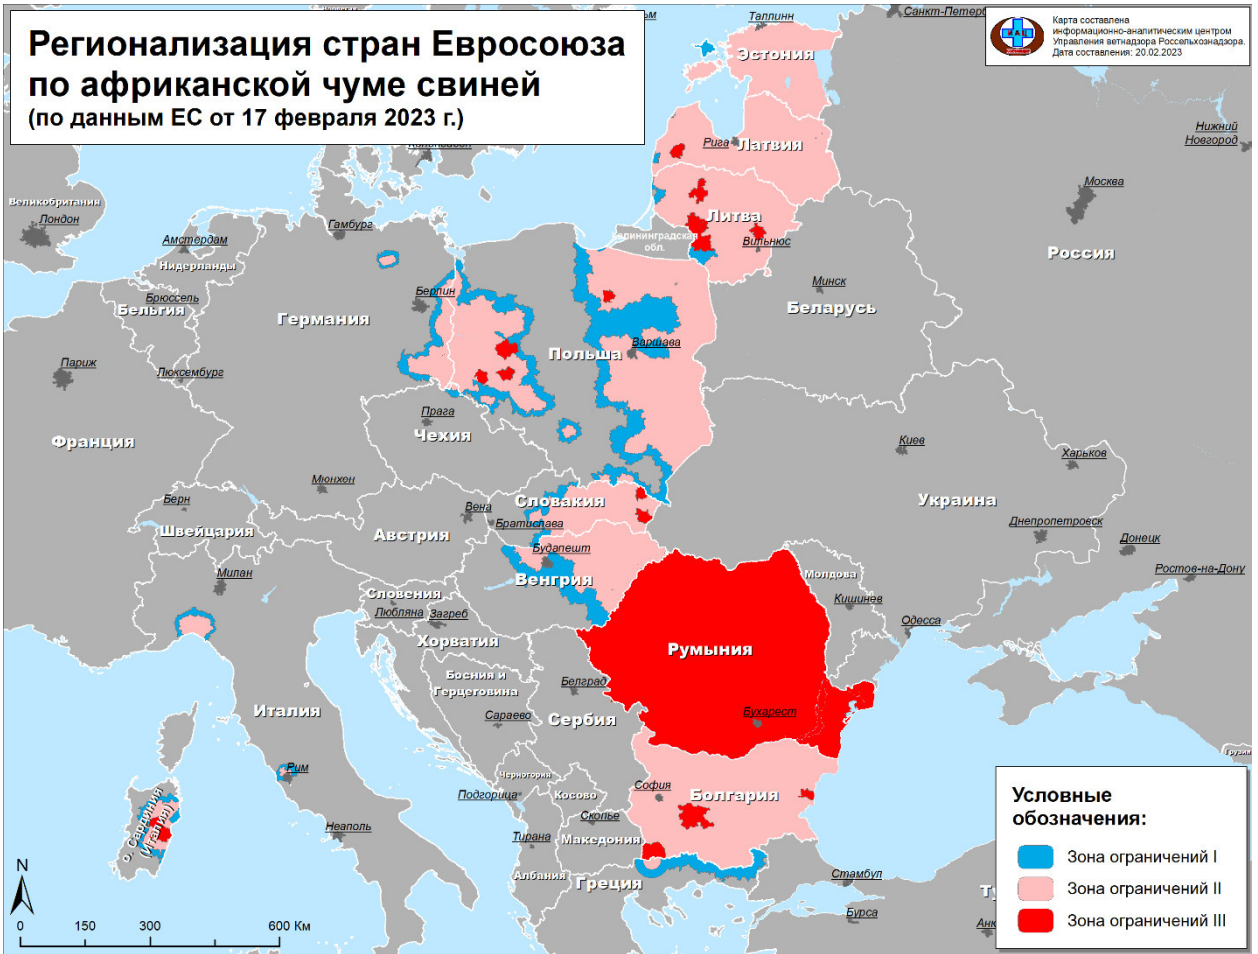 Регионализация стран Евросоюза
по африканской чуме свиней
(по данным ЕС от 17 февраля 2023 г.)
Карта составлена
информационно-аналитическим центром
Управления ветнадзора Россельхознадзора.
Дата составления: 20.02.2023
Таллинн
Санкт-Петерб
Эстония
Рига
Латвия
Нижний
Новгород
Москва
Великобритания
Лондон
Гамбург
Литва
Калининградская
обл.
Вильнюс
Амстердам
Нидерланды
Россия
Минск
Брюссель
Бельгия
Берлин
Германия
Беларусь
Варшава
Польша
Париж
Люксембург
Прага
Чехия
Франция
Киев
Харьков
Мюнхен
Берн
Словакия
Украина
Вена
Братислава
Днепропетровск
Швейцария
Австрия
Донецк
Будапешт
Венгрия
Милан
Молдова
Ростов-на-Дону
Словения
Любляна
Загреб
Кишинев
Одесса
Хорватия
Румыния
Босния и
Герцеговина
Белград
Италия
Сараево
Сербия
Бухарест
Грузия
Рим
Черногория
Подгорица
Косово
София
Болгария
о. Сардиния
(Италия)
Неаполь
Скопье
Тирана
Македония
Албания
Греция
Стамбул
Бурса
Ту
Анк
Условные
обозначения:
Зона ограничений I
Зона ограничений II
Зона ограничений III
N
0 150 300 600 Км